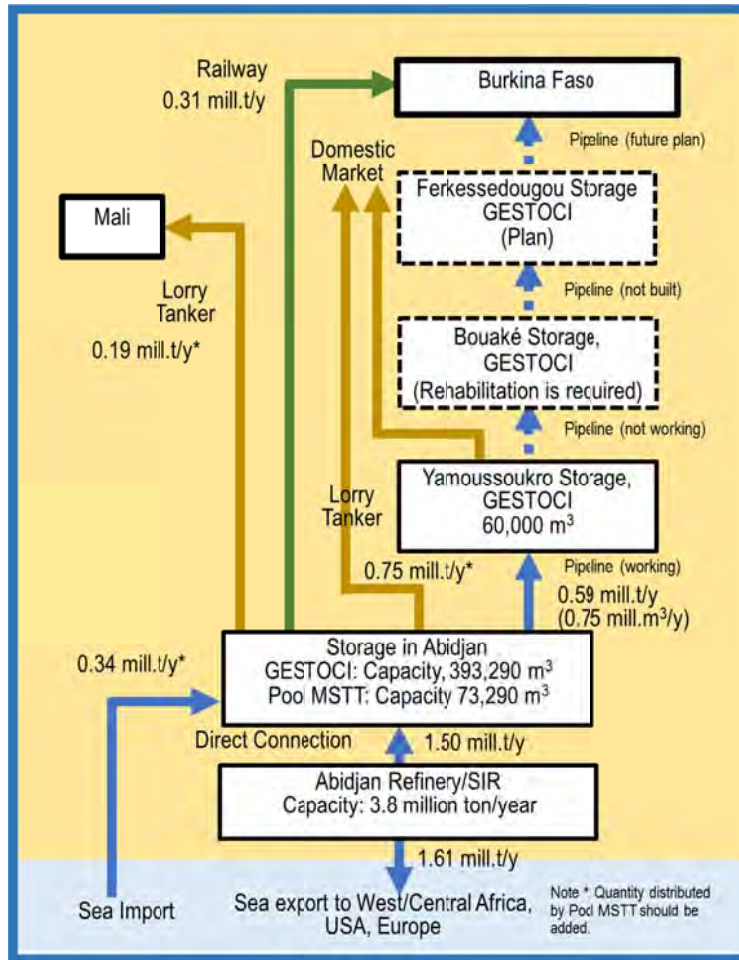 Railway
0.31 mill.t/y
Burkina Faso
Pipeline (future plan)
Domestic
Market
Ferkessedougou Storage
GESTOCI
(Plan)
Mali
Pipeline (not built)
Lorry
Tanker
0.19 mill.t/y*
Bouaké Storage,
GESTOCI
(Rehabilitation is required)
Pipeline (not working)
Yamoussoukro Storage,
GESTOCI
60,000 m³
Lorry
Tanker
0.75 mill.t/y*
Pipeline (working)
0.59 mill.t/y
(0.75 mill.m³/y)
Storage in Abidjan
GESTOCI: Capacity, 393,290 m³
Pool MSTT: Capacity 73,290 m³
0.34 mill.t/y*
Direct Connection
1.50 mill.t/y
Abidjan Refinery/SIR
Capacity: 3.8 million ton/year
1.61 mill.t/y
Sea Import
Sea export to West/Central Africa,
USA, Europe
Note * Quantity distributed
by Pool MSTT should be
added.